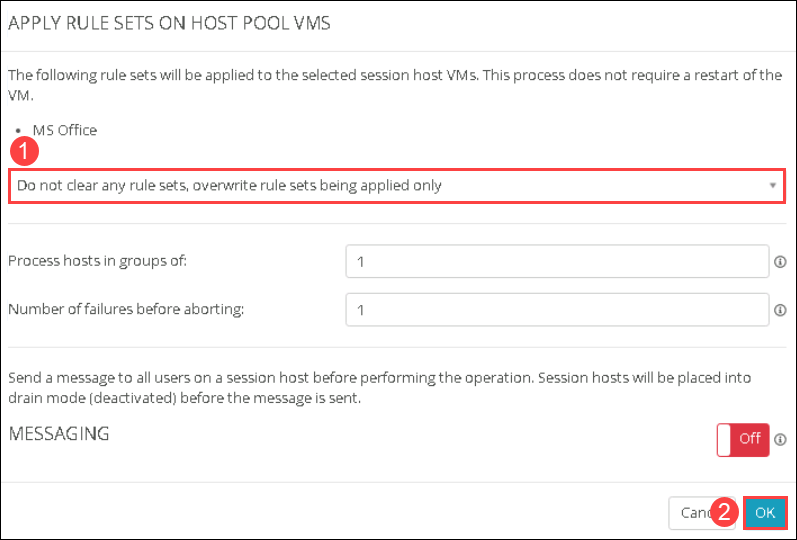 APPLY RULE SETS ON HOST POOL VMS
The following rule sets will be applied to the selected session host VMs. This process does not require a restart of the
VM.
• MS Office
1
Do not clear any rule sets, overwrite rule sets being applied only
Process hosts in groups of: 1
Number of failures before aborting: 1
Send a message to all users on a session host before performing the operation. Session hosts will be placed into
drain mode (deactivated) before the message is sent.
MESSAGING Off
2 OK